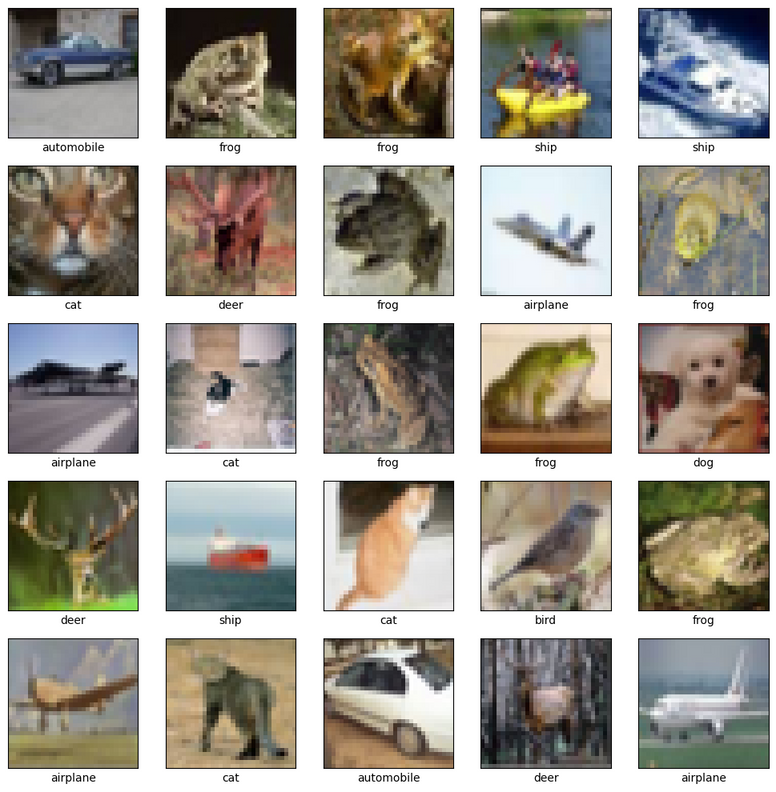 automobile frog frog ship ship
cat deer frog airplane frog
airplane cat frog frog dog
deer ship cat bird frog
airplane cat automobile deer airplane